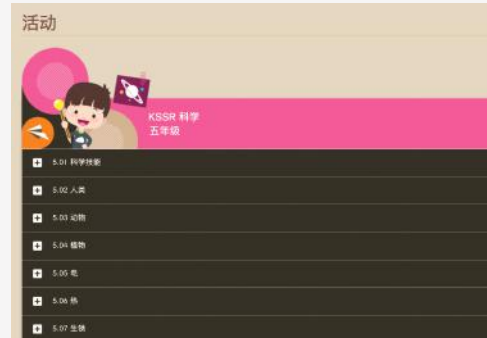 活动
KSSR 科学
五年级
5.01 科学技能
5.02 人类
5.03 动物
5.04 植物
5.05 电
5.06 热
5.07 生锈